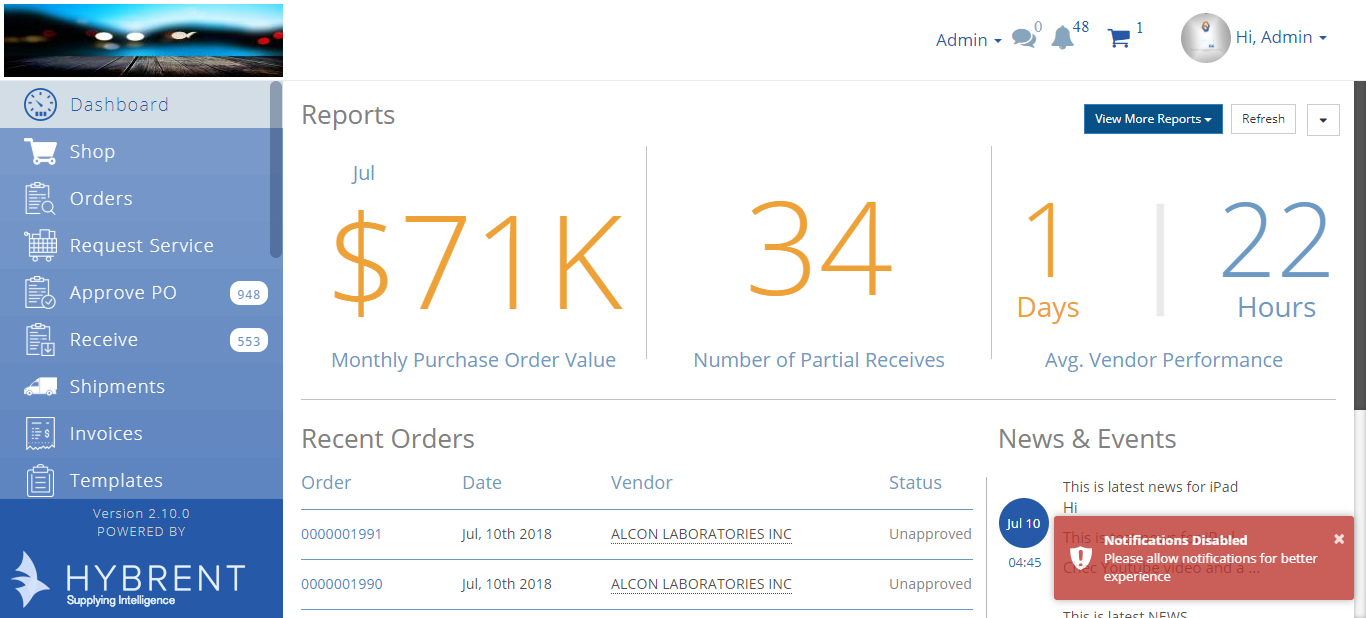 Admin
0
48
1
Hi, Admin
Dashboard
Shop
Orders
Request Service
Approve PO 948
Receive 553
Shipments
Invoices
Templates
Version 2.10.0
POWERED BY
HYBRENT
Supplying Intelligence
Reports
View More Reports
Refresh
Jul
$71K
Monthly Purchase Order Value
34
Number of Partial Receives
1 22
Days Hours
Avg. Vendor Performance
Recent Orders
Order Date Vendor Status
0000001991 Jul, 10th 2018 ALCON LABORATORIES INC Unapproved
0000001990 Jul, 10th 2018 ALCON LABORATORIES INC Unapproved
News & Events
Jul 10
04:45
This is latest news for iPad
Hi
Notifications Disabled
Please allow notifications for better
experience
×
Chec Youtube video and a ...
This is latest NEWS